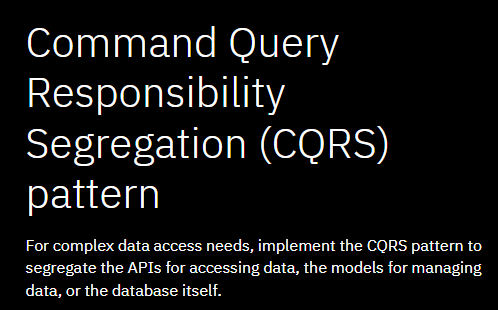 Command Query
Responsibility
Segregation (CQRS)
pattern
For complex data access needs, implement the CQRS pattern to
segregate the APIs for accessing data, the models for managing
data, or the database itself.